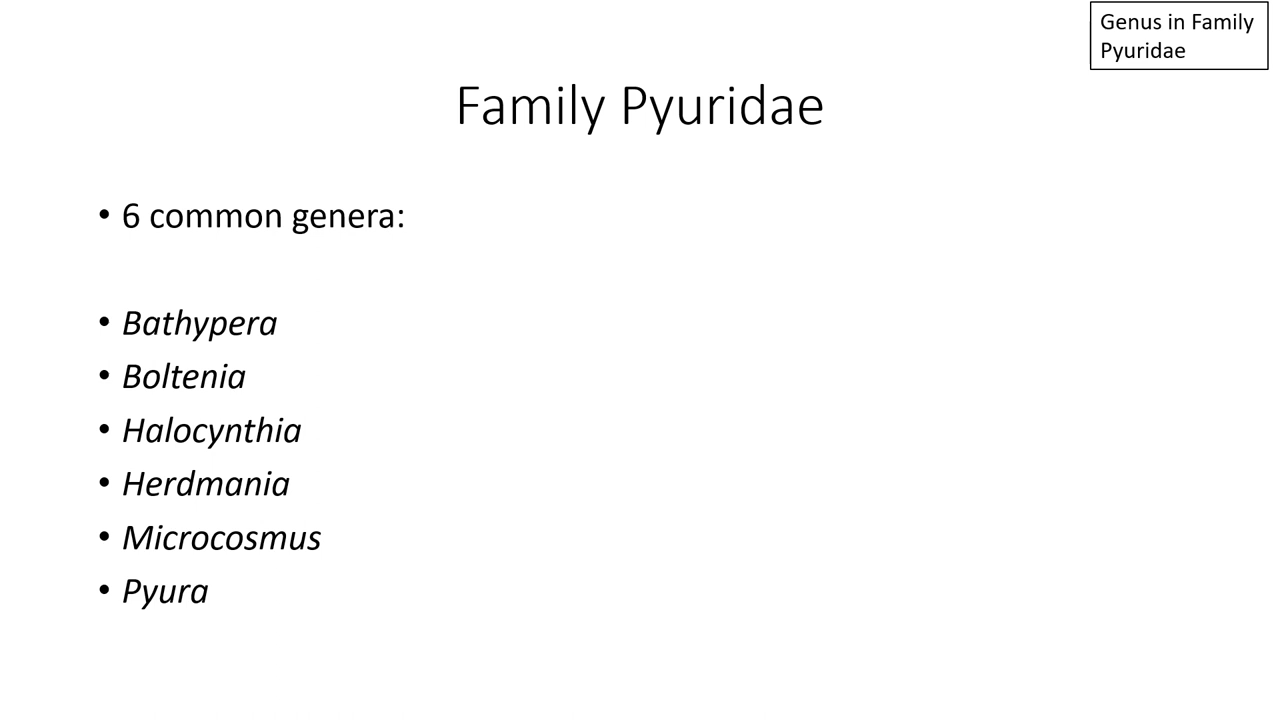 Genus in Family
Pyuridae
Family Pyuridae
• 6 common genera:
• Bathypera
• Boltenia
• Halocynthia
• Herdmania
• Microcosmus
• Pyura